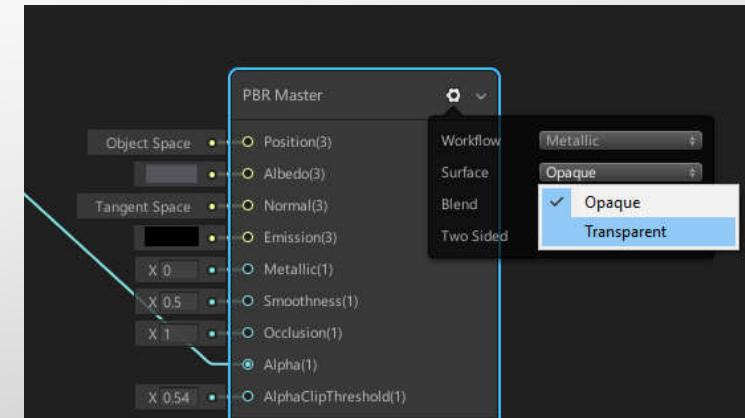 PBR Master
Object Space Position(3)
Albedo(3)
Tangent Space Normal(3)
Emission(3)
X 0 Metallic(1)
X 0.5 Smoothness(1)
X 1 Occlusion(1)
Alpha(1)
X 0.54 AlphaClipThreshold(1)
Workflow Metallic
Surface Opaque
Blend
Two Sided
Opaque
Transparent